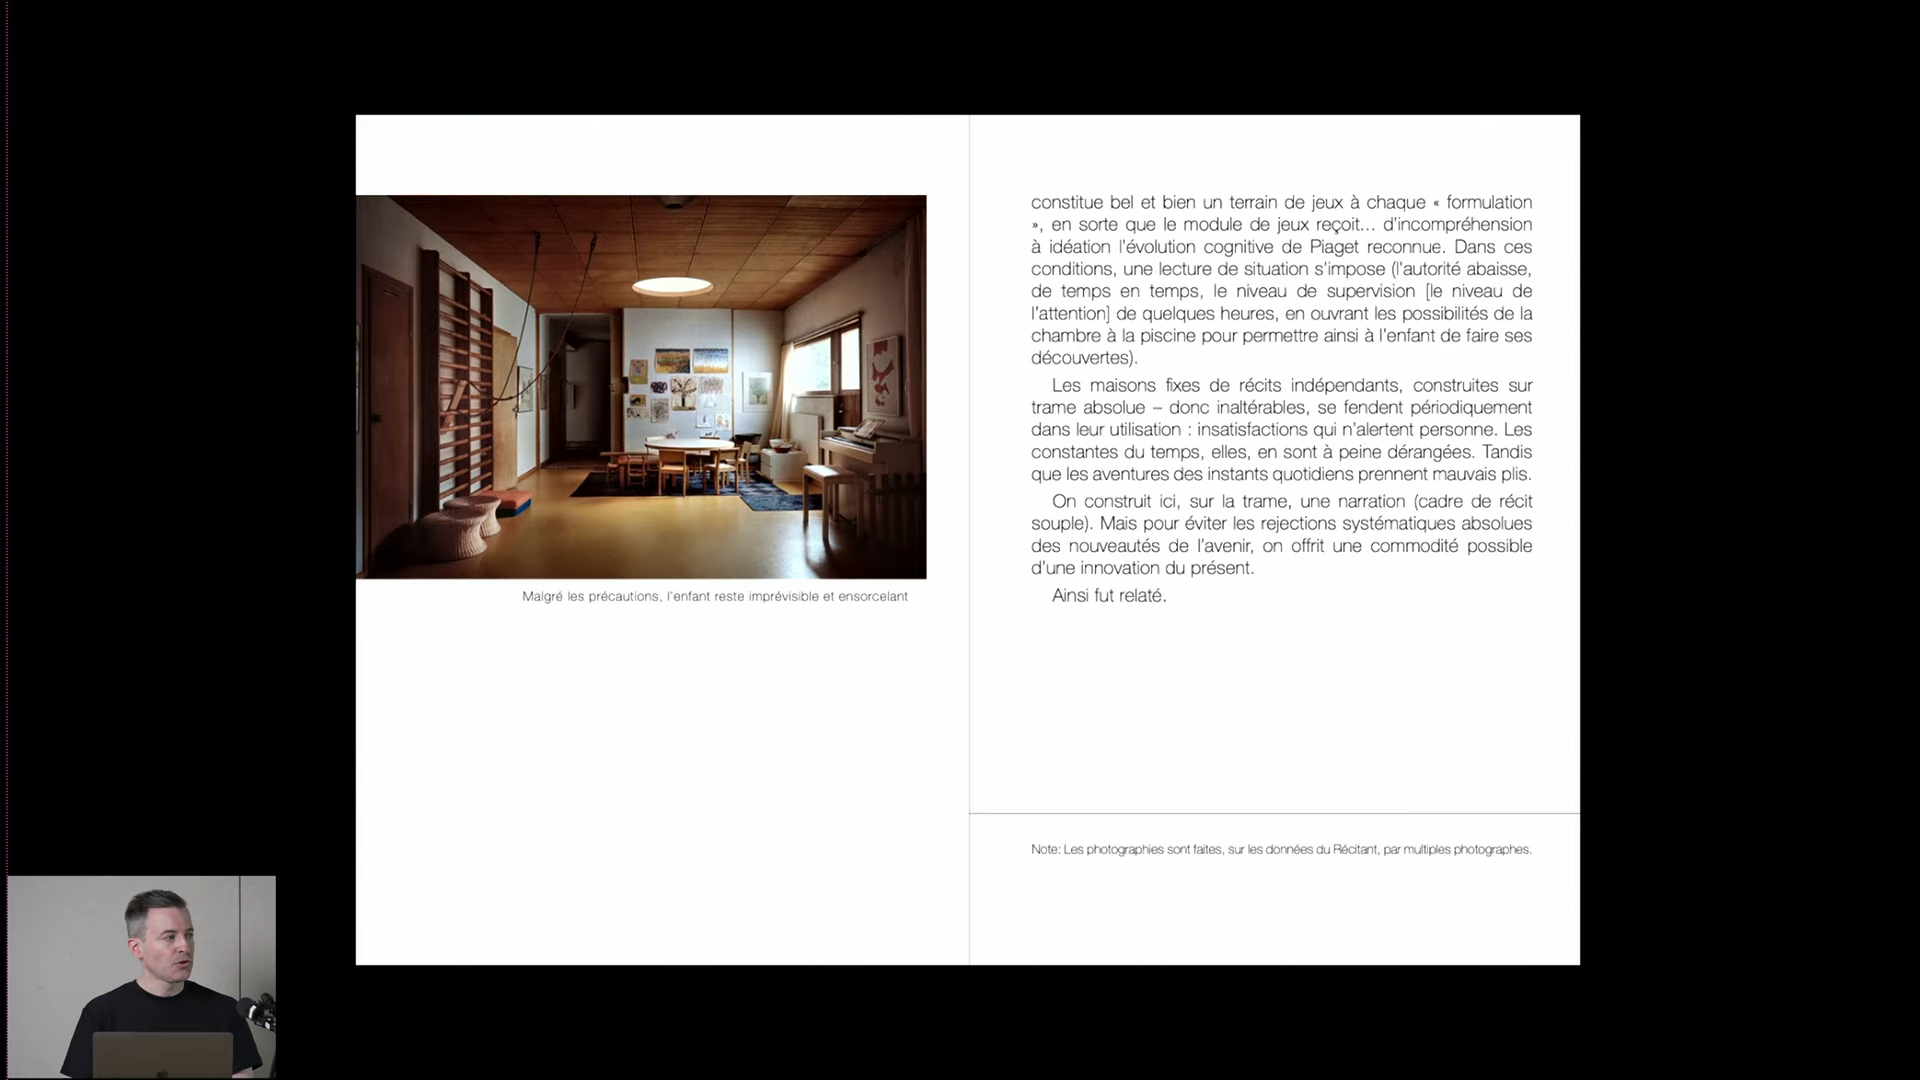 Malgré les précautions, l'enfant reste imprévisible et ensorcelant
constitue bel et bien un terrain de jeux à chaque « formulation
», en sorte que le module de jeux reçoit... d'incompréhension
à idéation l'évolution cognitive de Piaget reconnue. Dans ces
conditions, une lecture de situation s'impose (l'autorité abaisse,
de temps en temps, le niveau de supervision [le niveau de
l'attention] de quelques heures, en ouvrant les possibilités de la
chambre à la piscine pour permettre ainsi à l'enfant de faire ses
découvertes).
Les maisons fixes de récits indépendants, construites sur
trame absolue – donc inaltérables, se fendent périodiquement
dans leur utilisation : insatisfactions qui n'alertent personne. Les
constantes du temps, elles, en sont à peine dérangées. Tandis
que les aventures des instants quotidiens prennent mauvais plis.
On construit ici, sur la trame, une narration (cadre de récit
souple). Mais pour éviter les rejections systématiques absolues
des nouveautés de l'avenir, on offrit une commodité possible
d'une innovation du présent.
Ainsi fut relaté.
Note: Les photographies sont faites, sur les données du Récitant, par multiples photographes.